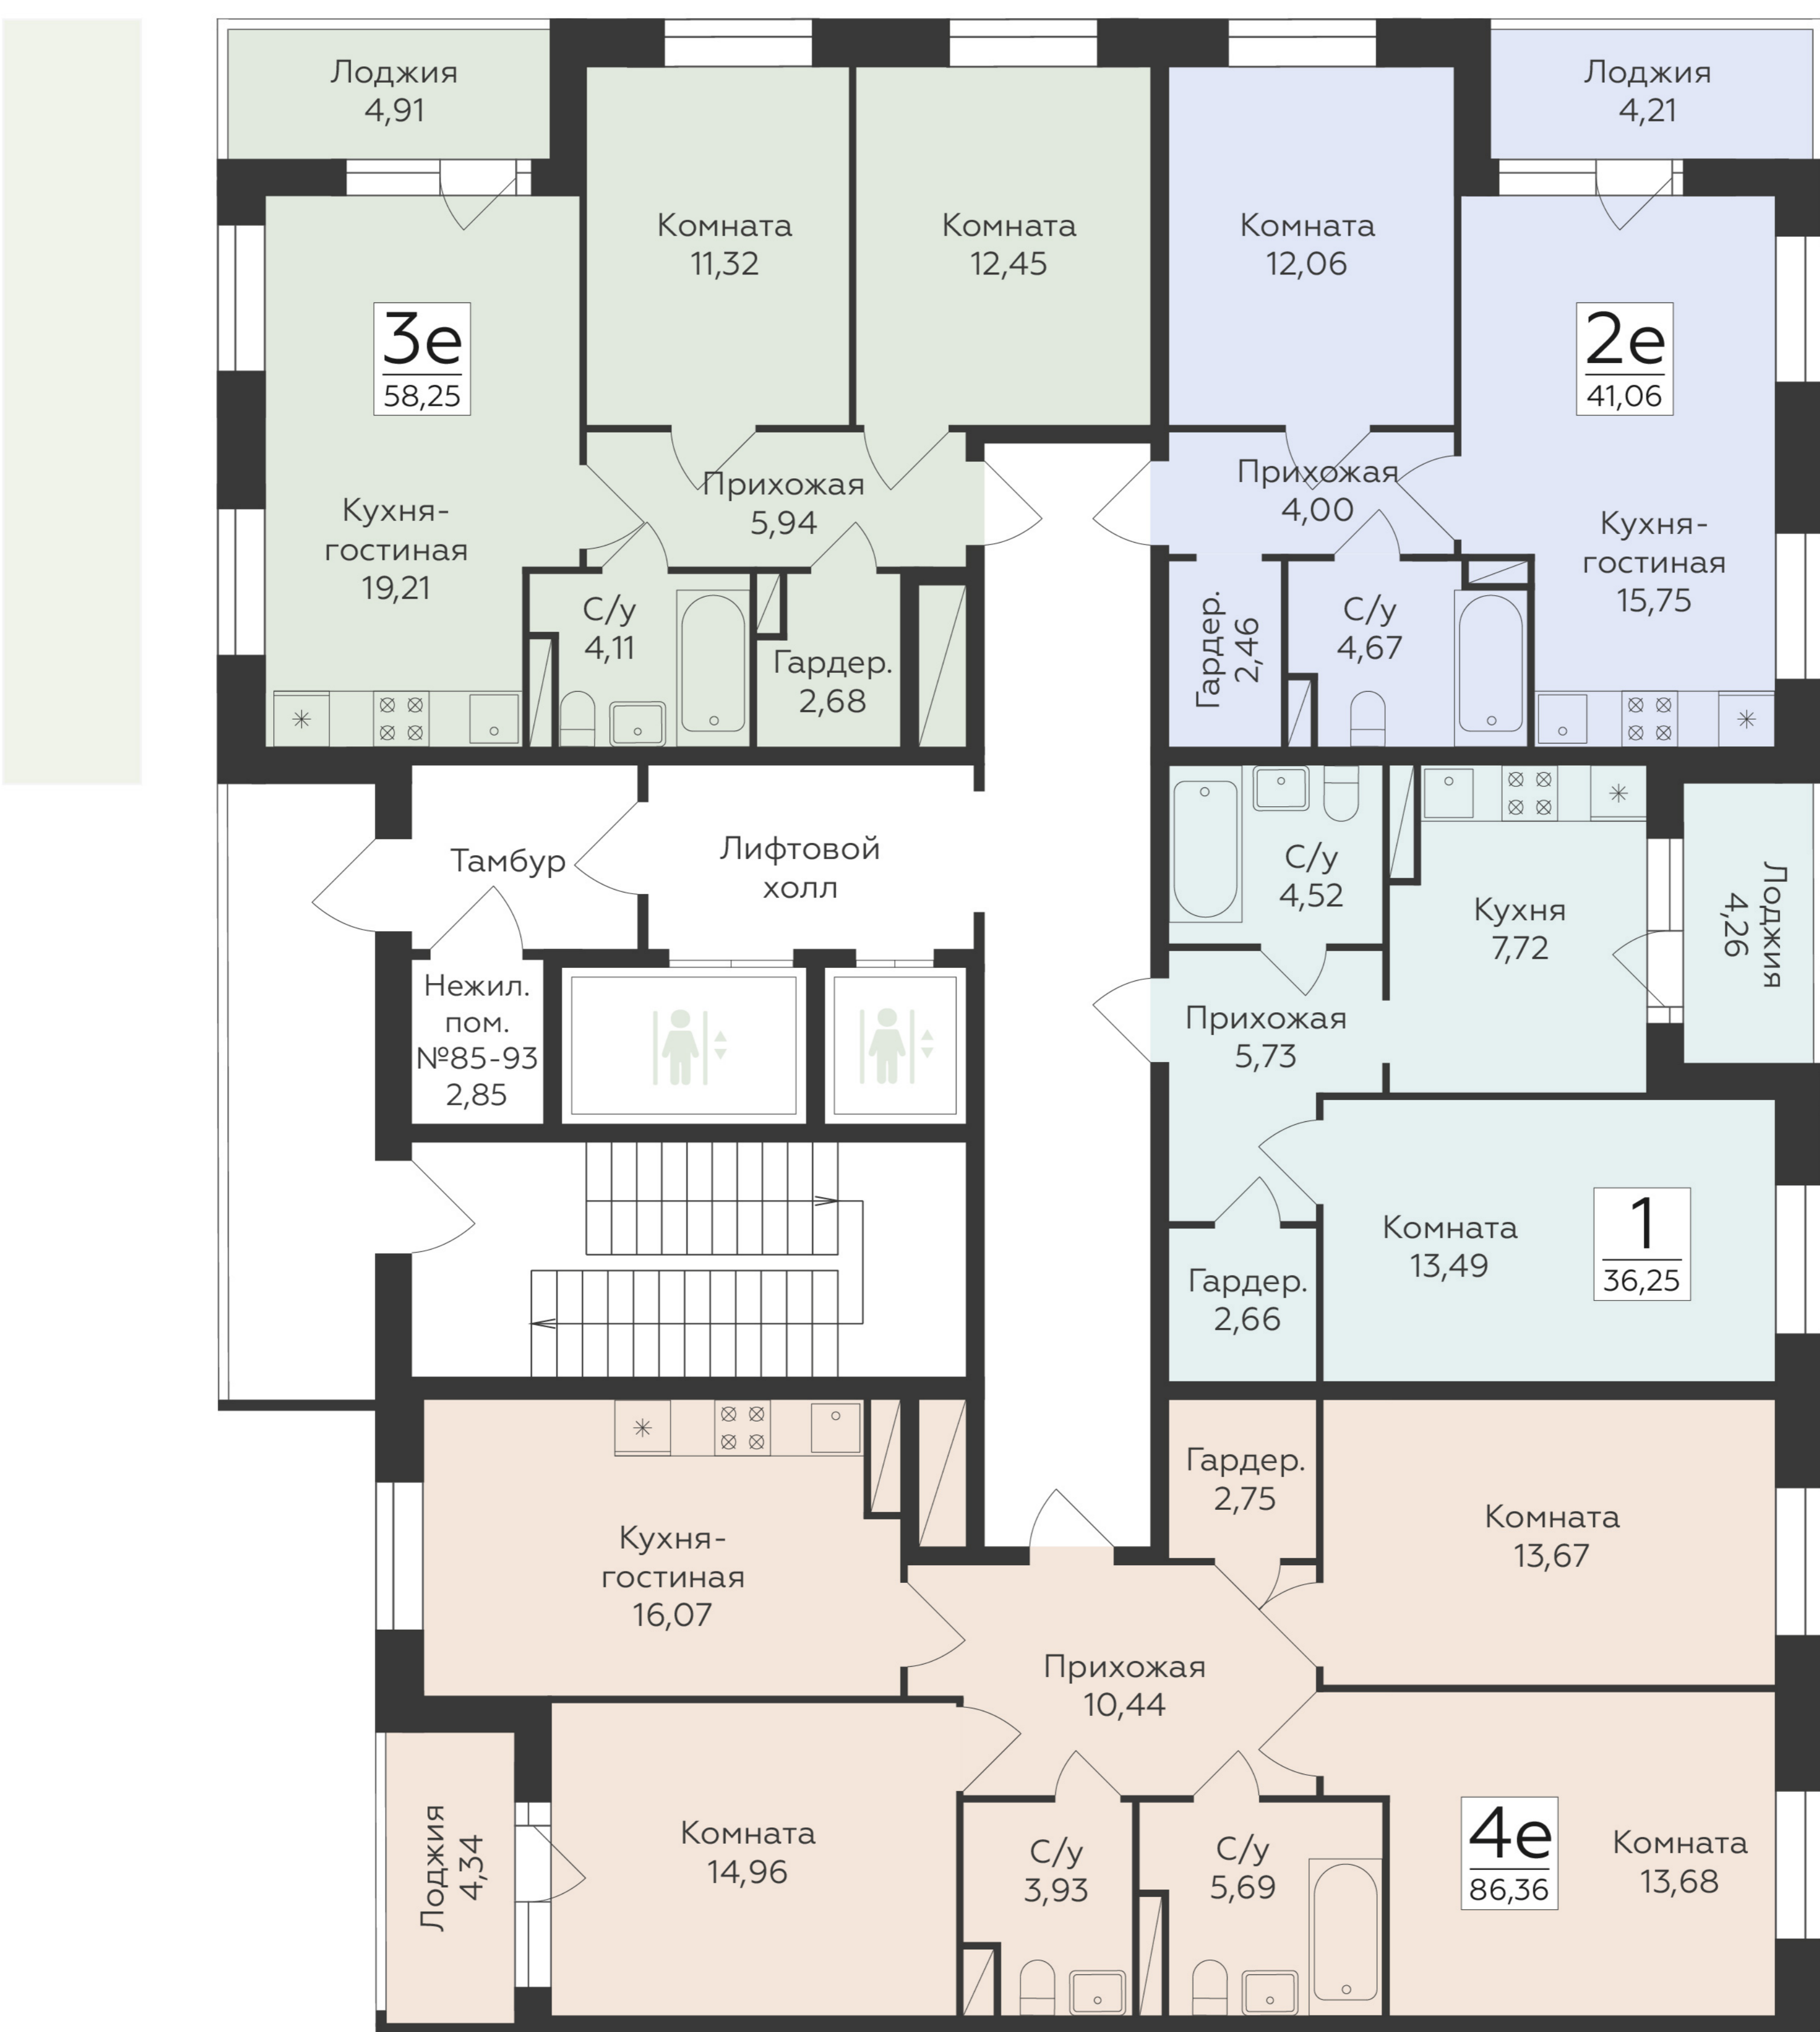 Лоджия
4,91
Комната
11,32
Комната
12,45
Комната
12,06
Лоджия
4,21
3е
58,25
2е
41,06
Кухня-
гостиная
19,21
Прихожая
5,94
Прихожая
4,00
Кухня-
гостиная
15,75
С/у
4,11
Гардер.
2,68
Гардер.
2,46
С/у
4,67
Тамбур
Лифтовой
холл
С/у
4,52
Кухня
7,72
Лоджия
4,26
Нежил.
пом.
№85-93
2,85
Прихожая
5,73
Комната
13,49
1
36,25
Гардер.
2,66
Кухня-
гостиная
16,07
Гардер.
2,75
Комната
13,67
Прихожая
10,44
Лоджия
4,34
Комната
14,96
С/у
3,93
С/у
5,69
4е
86,36
Комната
13,68